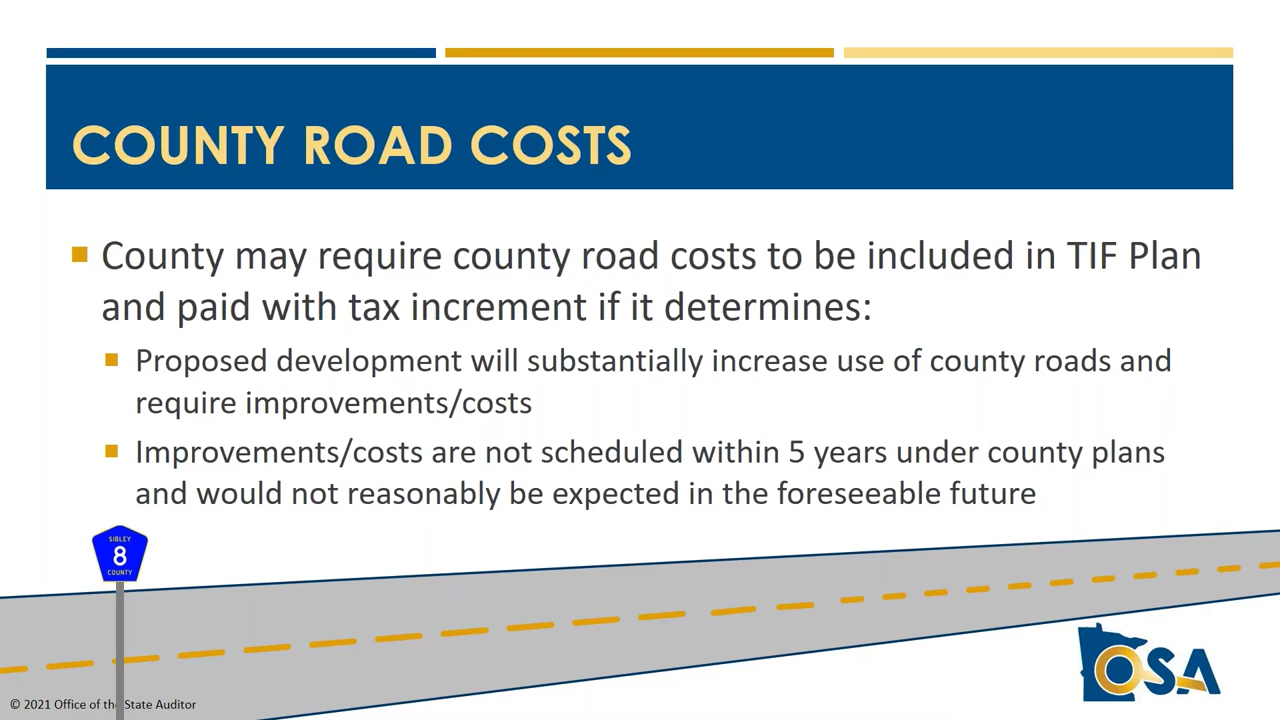 COUNTY ROAD COSTS
County may require county road costs to be included in TIF Plan
and paid with tax increment if it determines:
Proposed development will substantially increase use of county roads and
require improvements/costs
Improvements/costs are not scheduled within 5 years under county plans
and would not reasonably be expected in the foreseeable future
SIBLEY
8
COUNTY
OSA
© 2021 Office of the State Auditor